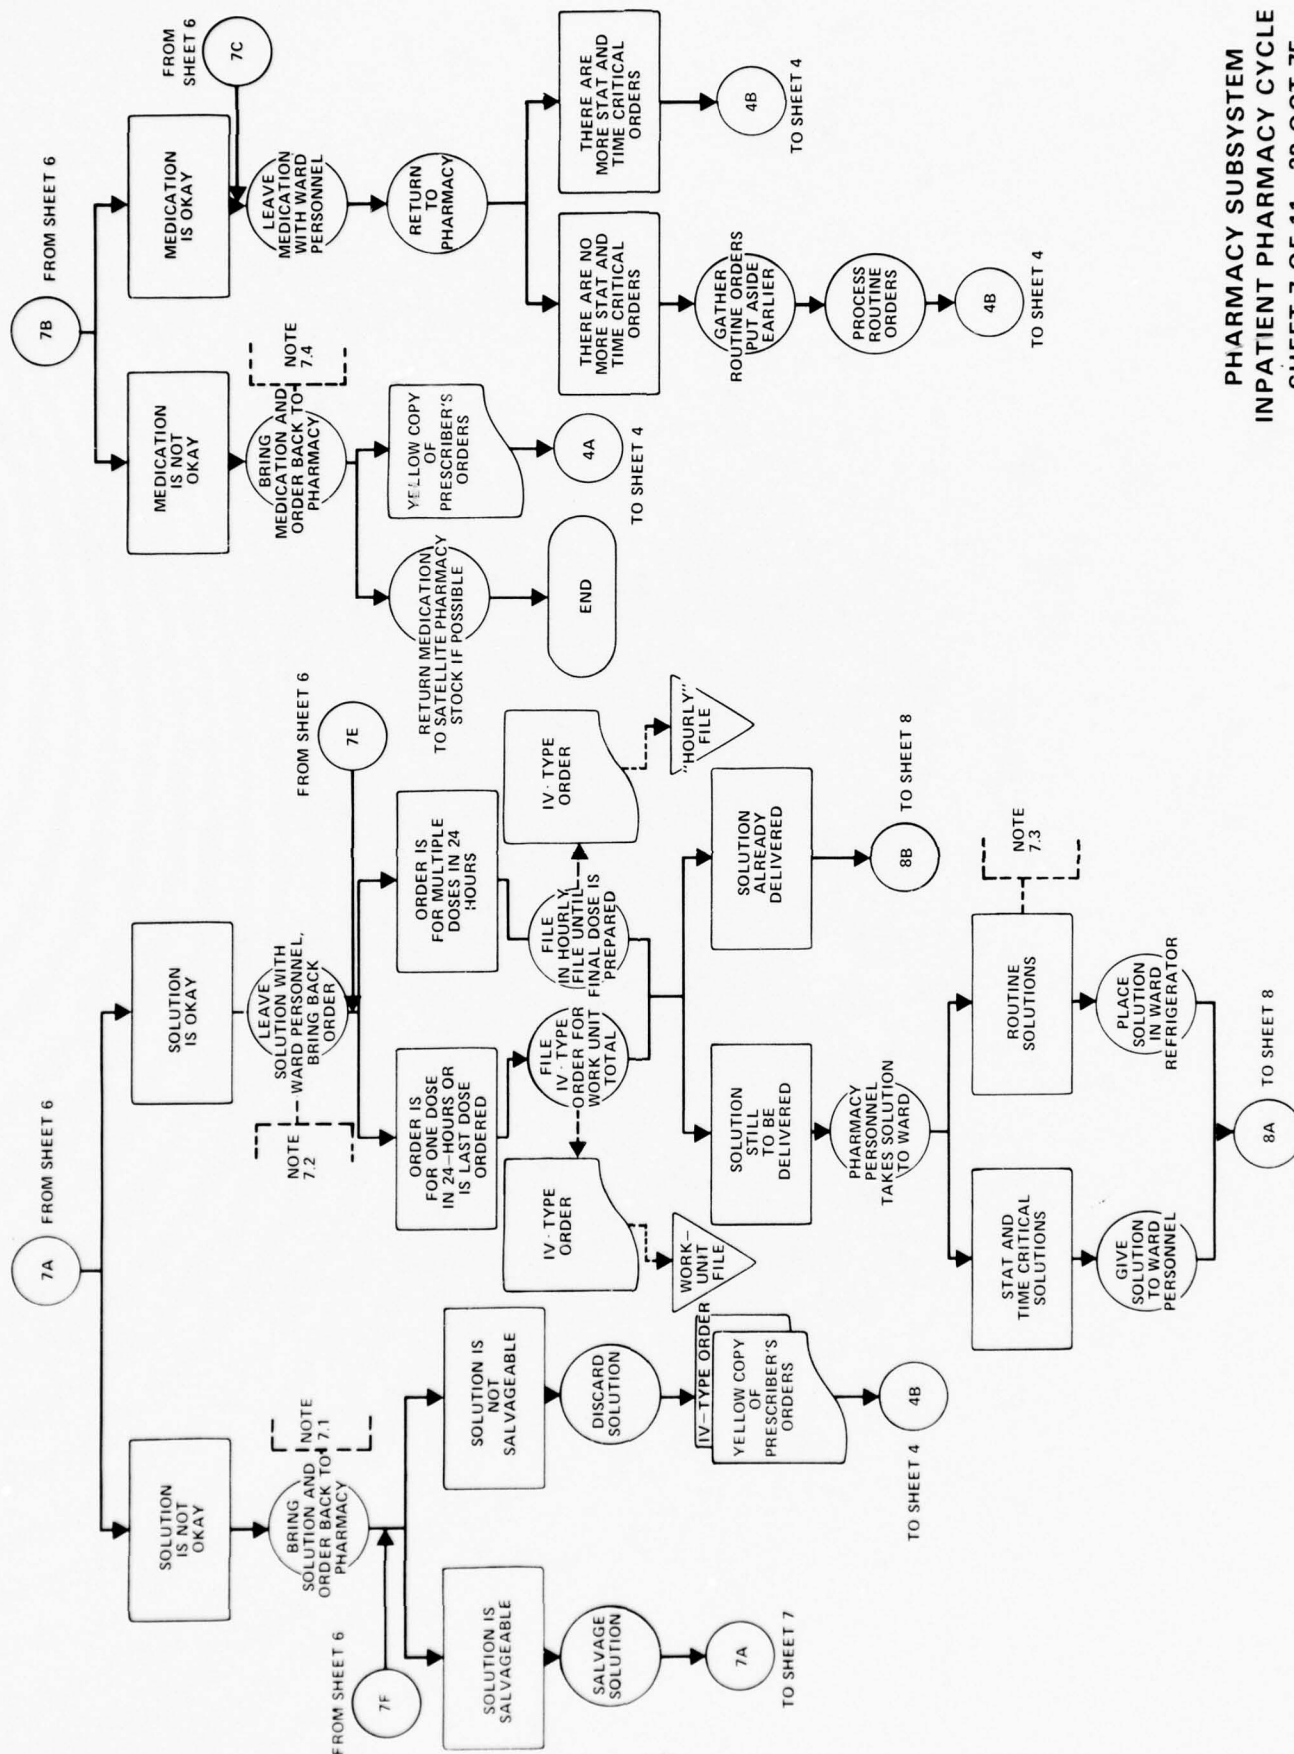 7A
FROM SHEET 6
SOLUTION
IS NOT
OKAY
BRING
SOLUTION AND
ORDER BACK TO
PHARMACY
NOTE
7.1
FROM SHEET 6
7F
SOLUTION IS
SALVAGEABLE
SALVAGE
SOLUTION
7A
TO SHEET 7
SOLUTION IS
NOT
SALVAGEABLE
DISCARD
SOLUTION
IV-TYPE ORDER
YELLOW COPY
OF
PRESCRIBER'S
ORDERS
4B
TO SHEET 4
SOLUTION
IS OKAY
LEAVE
SOLUTION WITH
WARD PERSONNEL,
BRING BACK
ORDER
NOTE
7.2
FROM SHEET 6
7E
ORDER IS
FOR ONE DOSE
IN 24-HOURS OR
IS LAST DOSE
ORDERED
FILE
IV-TYPE
ORDER FOR
WORK UNIT
TOTAL
IV-TYPE
ORDER
WORK-
UNIT
FILE
ORDER IS
FOR MULTIPLE
DOSES IN 24
HOURS
FILE
IN HOURLY
FILE UNTIL
FINAL DOSE IS
PREPARED
IV-TYPE
ORDER
"HOURLY"
FILE
SOLUTION
STILL
TO BE
DELIVERED
PHARMACY
PERSONNEL
TAKES SOLUTION
TO WARD
STAT AND
TIME CRITICAL
SOLUTIONS
GIVE
SOLUTION
TO WARD
PERSONNEL
ROUTINE
SOLUTIONS
NOTE
7.3
PLACE
SOLUTION
IN WARD
REFRIGERATOR
8A
TO SHEET 8
SOLUTION
ALREADY
DELIVERED
8B
TO SHEET 8
7B
FROM SHEET 6
MEDICATION
IS NOT
OKAY
BRING
MEDICATION AND
ORDER BACK TO
PHARMACY
NOTE
7.4
RETURN MEDICATION
TO SATELLITE PHARMACY
STOCK IF POSSIBLE
END
YELLOW COPY
OF
PRESCRIBER'S
ORDERS
4A
TO SHEET 4
MEDICATION
IS OKAY
FROM
SHEET 6
7C
LEAVE
MEDICATION
WITH WARD
PERSONNEL
RETURN
TO
PHARMACY
THERE ARE NO
MORE STAT AND
TIME CRITICAL
ORDERS
GATHER
ROUTINE ORDERS
PUT ASIDE
EARLIER
PROCESS
ROUTINE
ORDERS
4B
TO SHEET 4
THERE ARE
MORE STAT AND
TIME CRITICAL
ORDERS
4B
TO SHEET 4
PHARMACY SUBSYSTEM
INPATIENT PHARMACY CYCLE
SHEET 7 OF 11